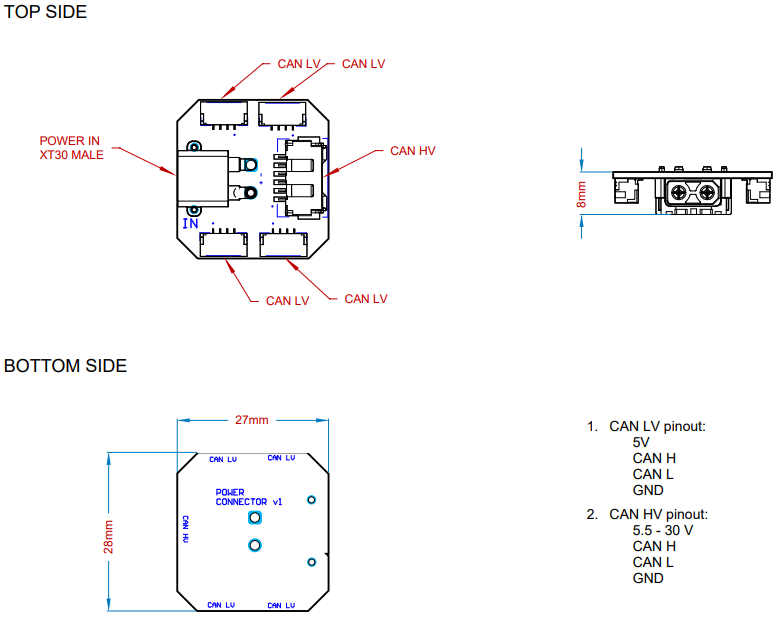 TOP SIDE
CAN LV
CAN LV
POWER IN
XT30 MALE
CAN HV
8mm
IN
CAN LV
CAN LV
BOTTOM SIDE
27mm
28mm
CAN LV
CAN LV
POWER
CONNECTOR v1
CAN HV
CAN LV
CAN LV
1. CAN LV pinout:
5V
CAN H
CAN L
GND
2. CAN HV pinout:
5.5 - 30 V
CAN H
CAN L
GND